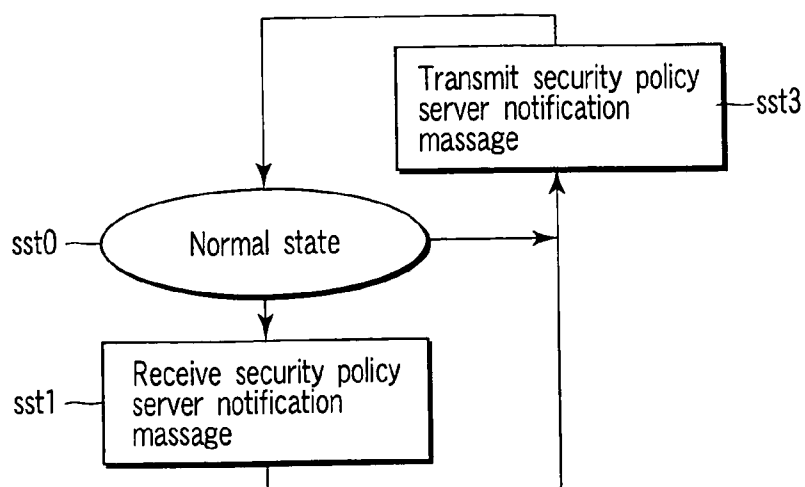 Transmit security policy
server notification
massage
sst3
sst0
Normal state
Receive security policy
server notification
massage
sst1